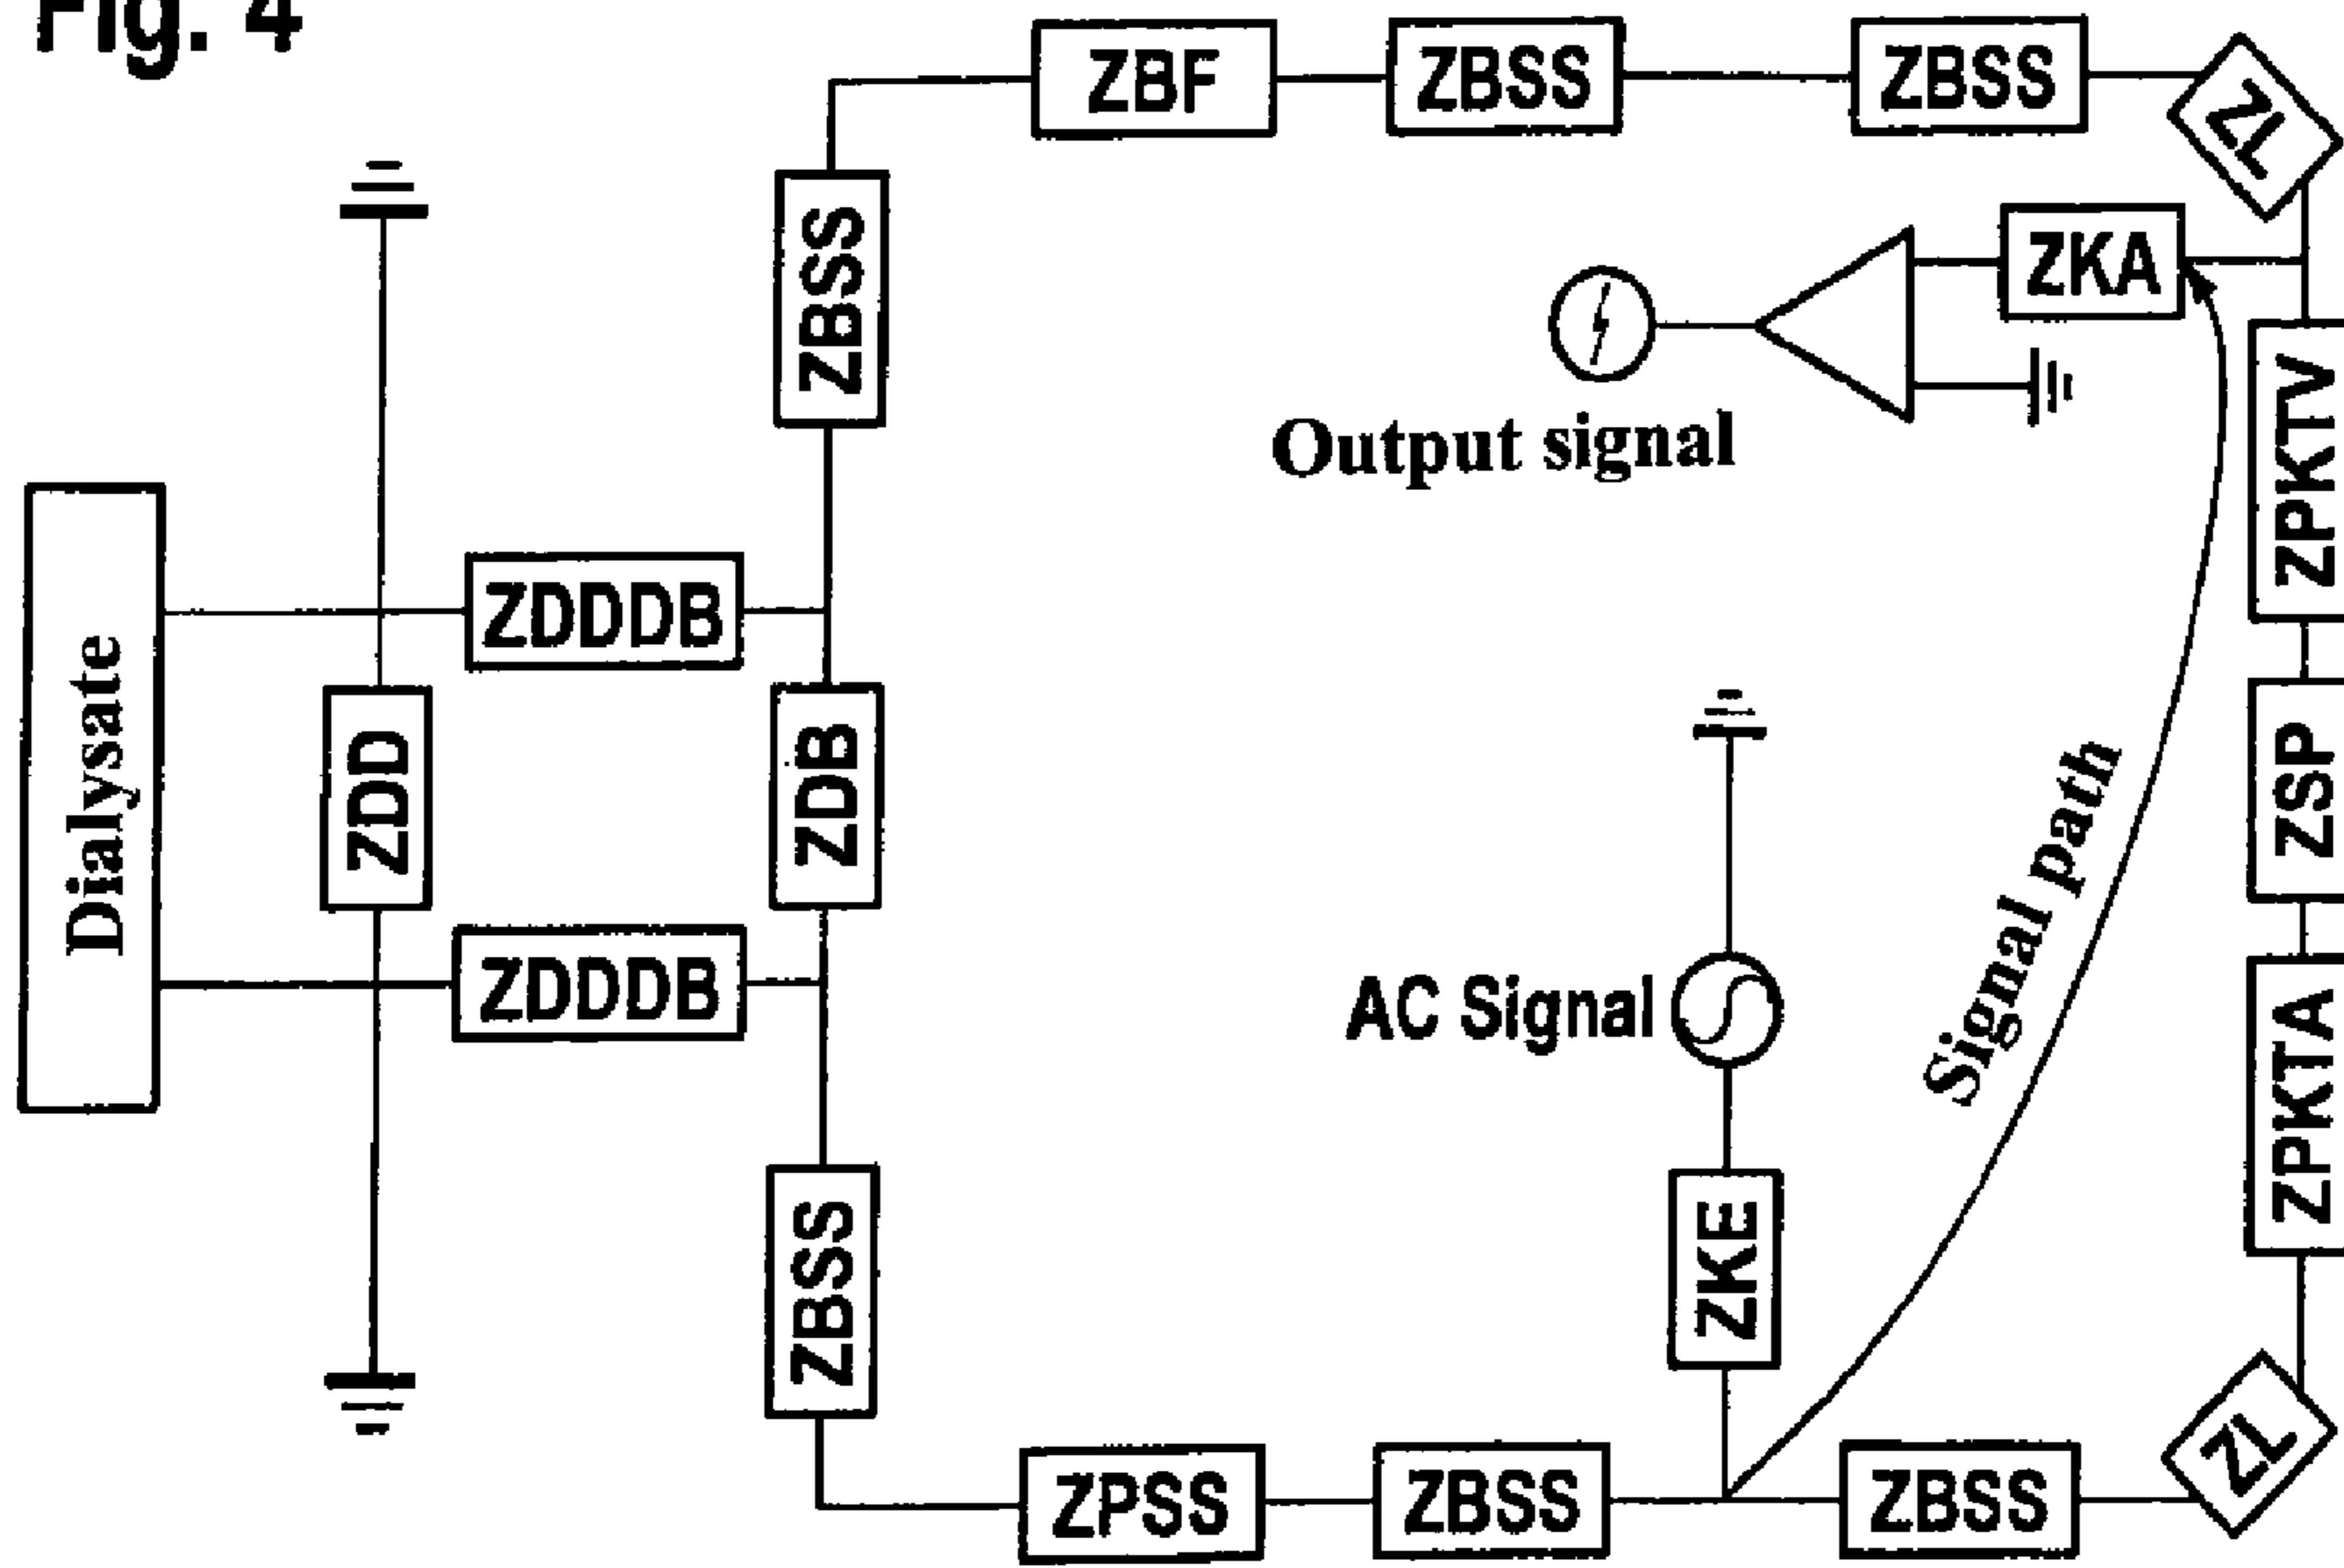 Fig. 4
ZBF
ZBSS
ZBSS
ZL
ZBSS
ZKA
Output signal
ZPKTV
ZDDDB
Dialysate
ZDD
ZDB
ZSP
Signal path
ZDDDB
AC Signal
ZPKTA
ZBSS
ZKE
ZL
ZPSS
ZBSS
ZBSS